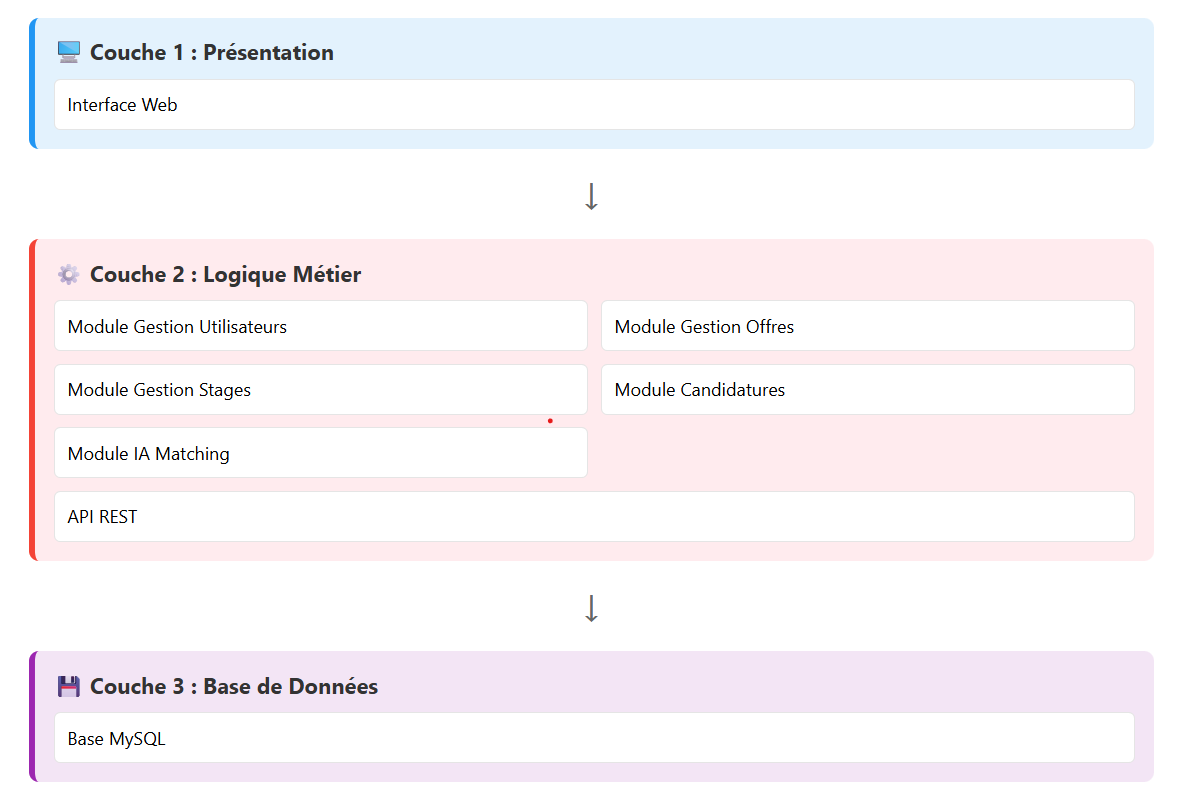 Couche 1 : Présentation
Interface Web
↓
Couche 2 : Logique Métier
Module Gestion Utilisateurs
Module Gestion Offres
Module Gestion Stages
Module Candidatures
Module IA Matching
API REST
↓
Couche 3 : Base de Données
Base MySQL